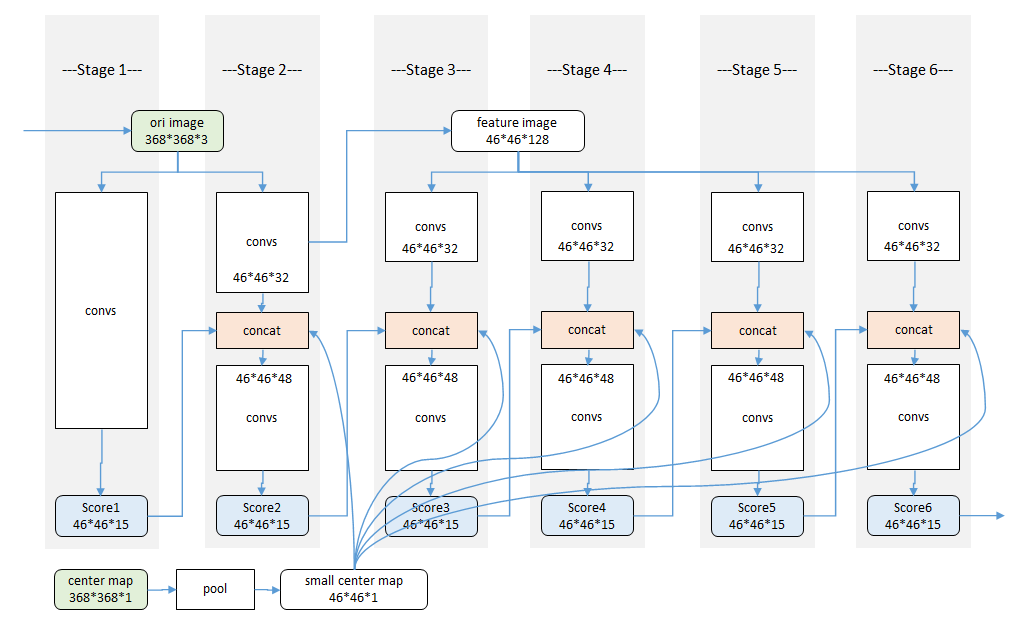 ---Stage 1---
---Stage 2---
---Stage 3---
---Stage 4---
---Stage 5---
---Stage 6---
ori image
368*368*3
feature image
46*46*128
convs
convs
46*46*32
convs
46*46*32
convs
46*46*32
convs
46*46*32
convs
46*46*32
concat
concat
concat
concat
concat
46*46*48
convs
46*46*48
convs
46*46*48
convs
46*46*48
convs
46*46*48
convs
Score1
46*46*15
Score2
46*46*15
Score3
46*46*15
Score4
46*46*15
Score5
46*46*15
Score6
46*46*15
center map
368*368*1
pool
small center map
46*46*1